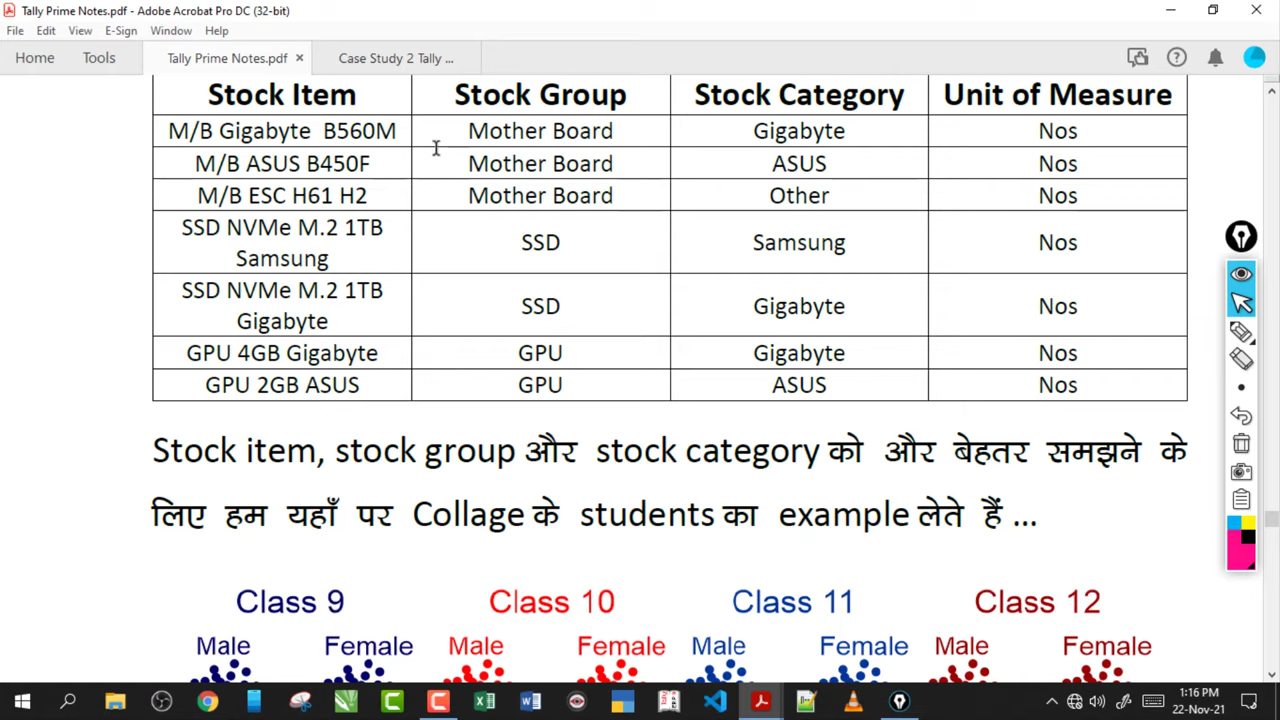 Tally Prime Notes.pdf - Adobe Acrobat Pro DC (32-bit)
File Edit View E-Sign Window Help
Home Tools Tally Prime Notes.pdf × Case Study 2 Tally ...
Stock Item Stock Group Stock Category Unit of Measure
M/B Gigabyte B560M Mother Board Gigabyte Nos
M/B ASUS B450F Mother Board ASUS Nos
M/B ESC H61 H2 Mother Board Other Nos
SSD NVMe M.2 1TB
Samsung SSD Samsung Nos
SSD NVMe M.2 1TB
Gigabyte SSD Gigabyte Nos
GPU 4GB Gigabyte GPU Gigabyte Nos
GPU 2GB ASUS GPU ASUS Nos
Stock item, stock group और stock category को और बेहतर समझने के
लिए हम यहाँ पर Collage के students का example लेते हैं ...
Class 9 Class 10 Class 11 Class 12
Male Female Male Female Male Female Male Female
1:16 PM
22-Nov-21